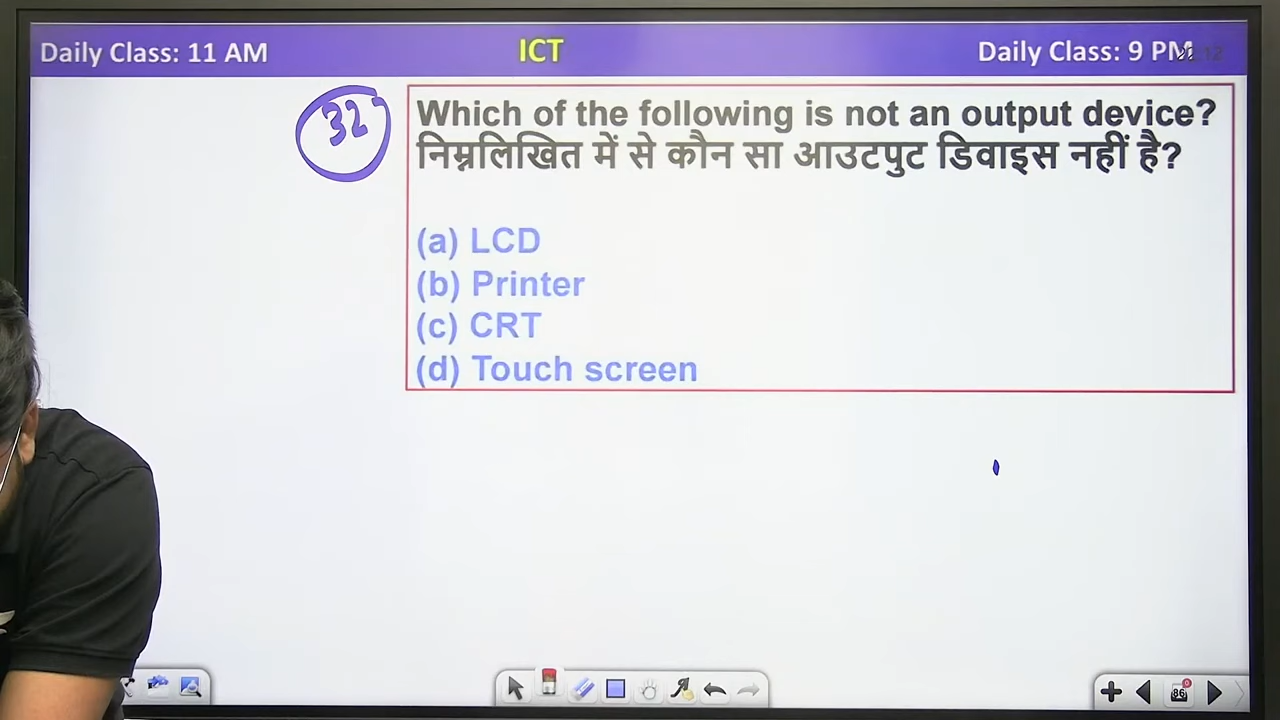 Daily Class: 11 AM
ICT
Daily Class: 9 PM
32
Which of the following is not an output device?
निम्नलिखित में से कौन सा आउटपुट डिवाइस नहीं है?
(a) LCD
(b) Printer
(c) CRT
(d) Touch screen
86